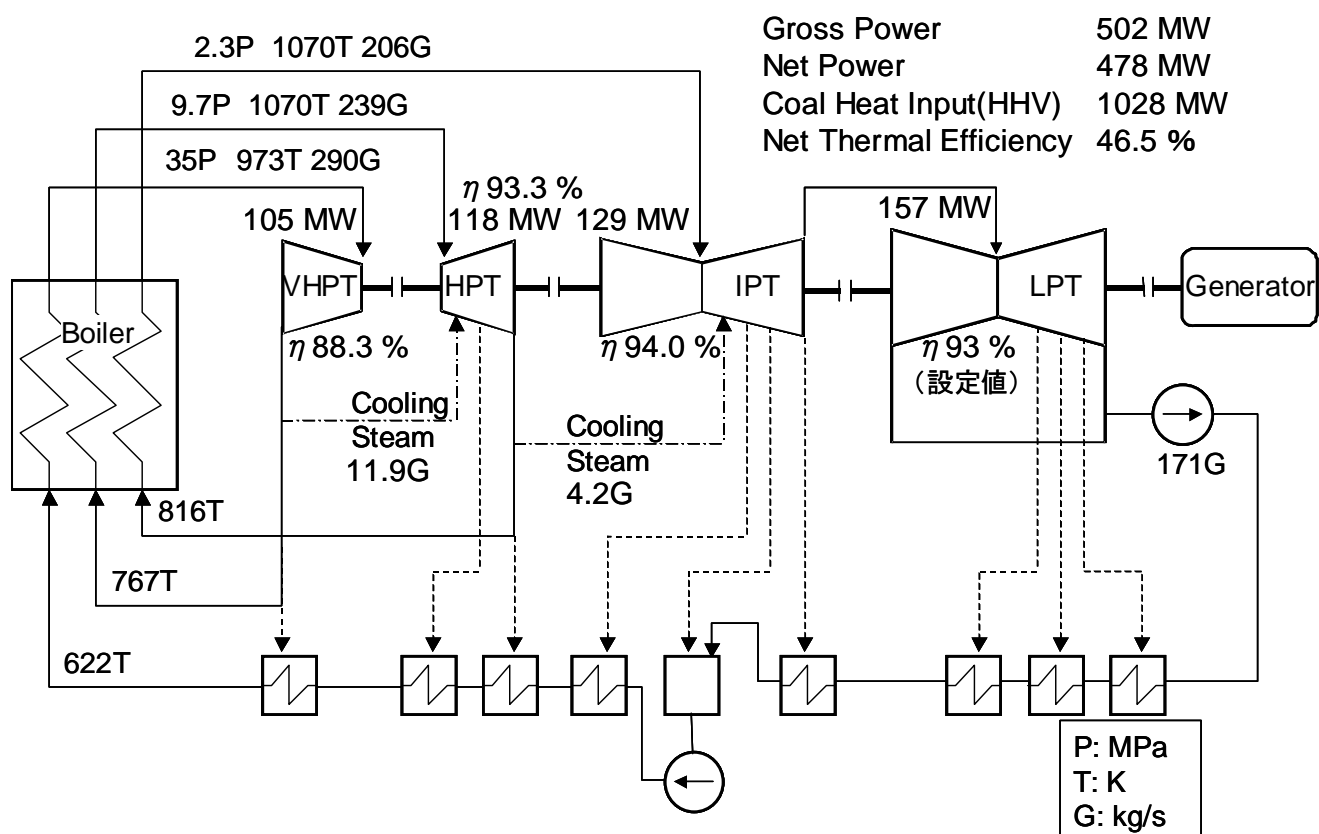 Gross Power 502 MW
Net Power 478 MW
Coal Heat Input(HHV) 1028 MW
Net Thermal Efficiency 46.5 %
2.3P 1070T 206G
9.7P 1070T 239G
35P 973T 290G
η 93.3 %
105 MW
118 MW
129 MW
157 MW
Boiler
VHPT
HPT
IPT
LPT
Generator
η 88.3 %
η 94.0 %
η 93 %
（設定値）
Cooling
Steam
11.9G
Cooling
Steam
4.2G
171G
816T
767T
622T
P: MPa
T: K
G: kg/s